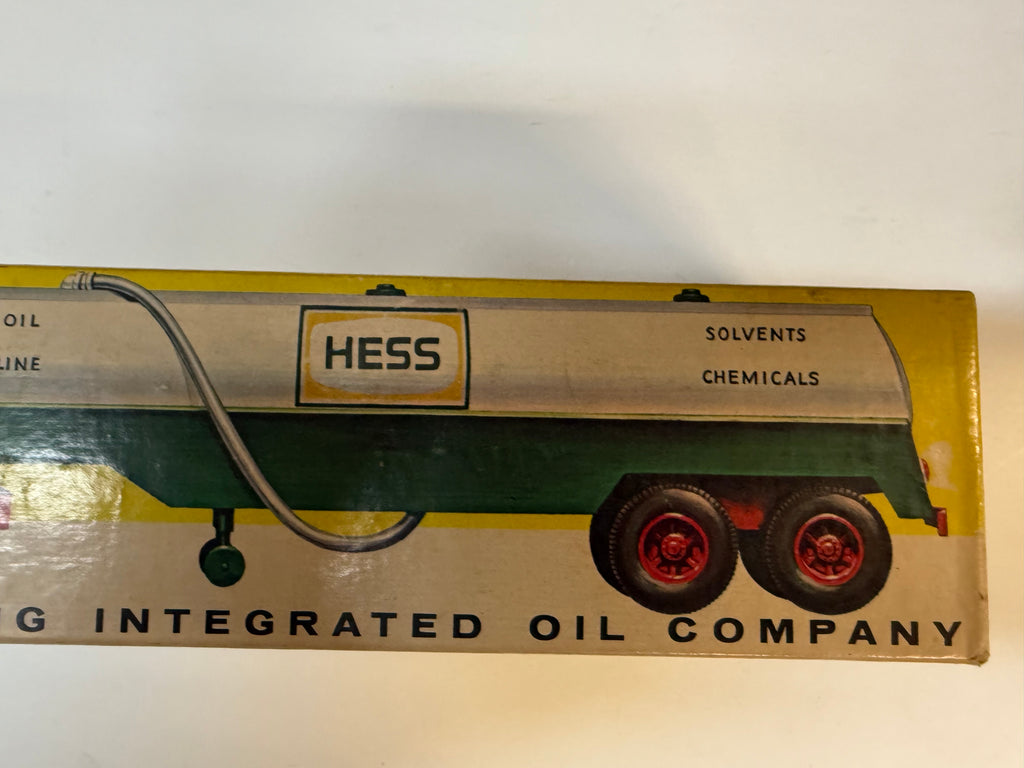 OIL
LINE
HESS
SOLVENTS
CHEMICALS
G INTEGRATED OIL COMPANY